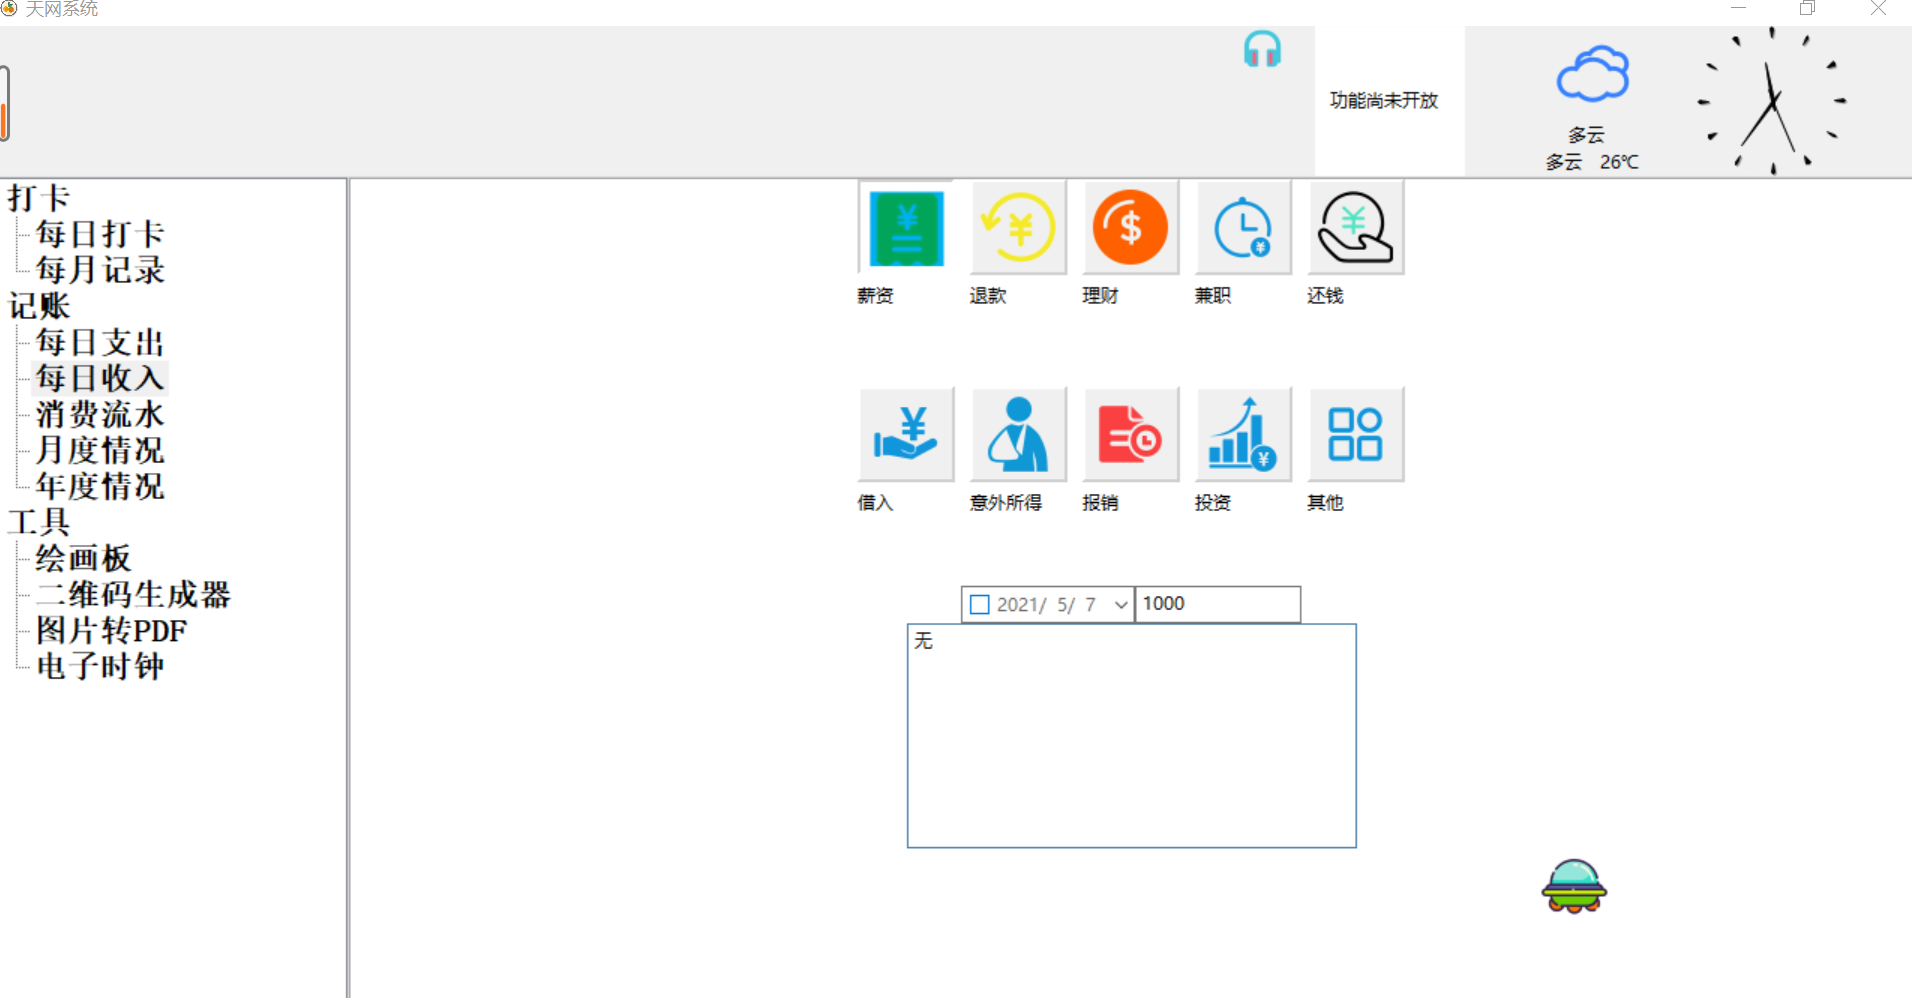 天网系统
功能尚未开放
多云
多云 26℃
打卡
每日打卡
每月记录
记账
每日支出
每日收入
消费流水
月度情况
年度情况
工具
绘画板
二维码生成器
图片转PDF
电子时钟
薪资 退款 理财 兼职 还钱
借入 意外所得 报销 投资 其他
2021/ 5/ 7 1000
无